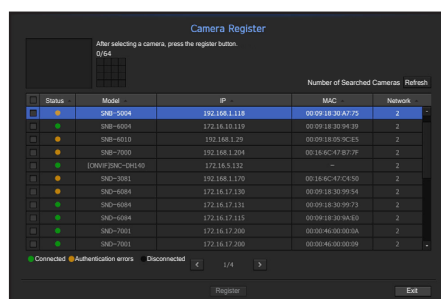 Camera Register
After selecting a camera, press the register button.
0/64
Number of Searched Cameras Refresh
Status Model IP MAC Network
SNB-5004 192.168.1.118 00:09:18:30:A7:75 2
SNB-6004 172.16.10.119 00:09:18:30:94:39 2
SNB-6010 192.168.1.29 00:09:18:05:9C:E5 2
SNB-7000 192.168.1.204 00:16:6C:47:B7:7F 2
[ONVIF]SNC-DH140 172.16.5.132 - 2
SND-3081 192.168.1.170 00:16:6C:47:C4:50 2
SND-6084 172.16.17.130 00:09:18:30:99:54 2
SND-6084 172.16.17.131 00:09:18:30:99:73 2
SND-6084 172.16.17.115 00:09:18:30:9A:E0 2
SND-7001 172.16.17.200 00:00:46:00:00:0A 2
SND-7001 172.16.17.200 00:00:46:00:00:09 2
Connected Authentication errors Disconnected
< 1/4 >
Register Exit